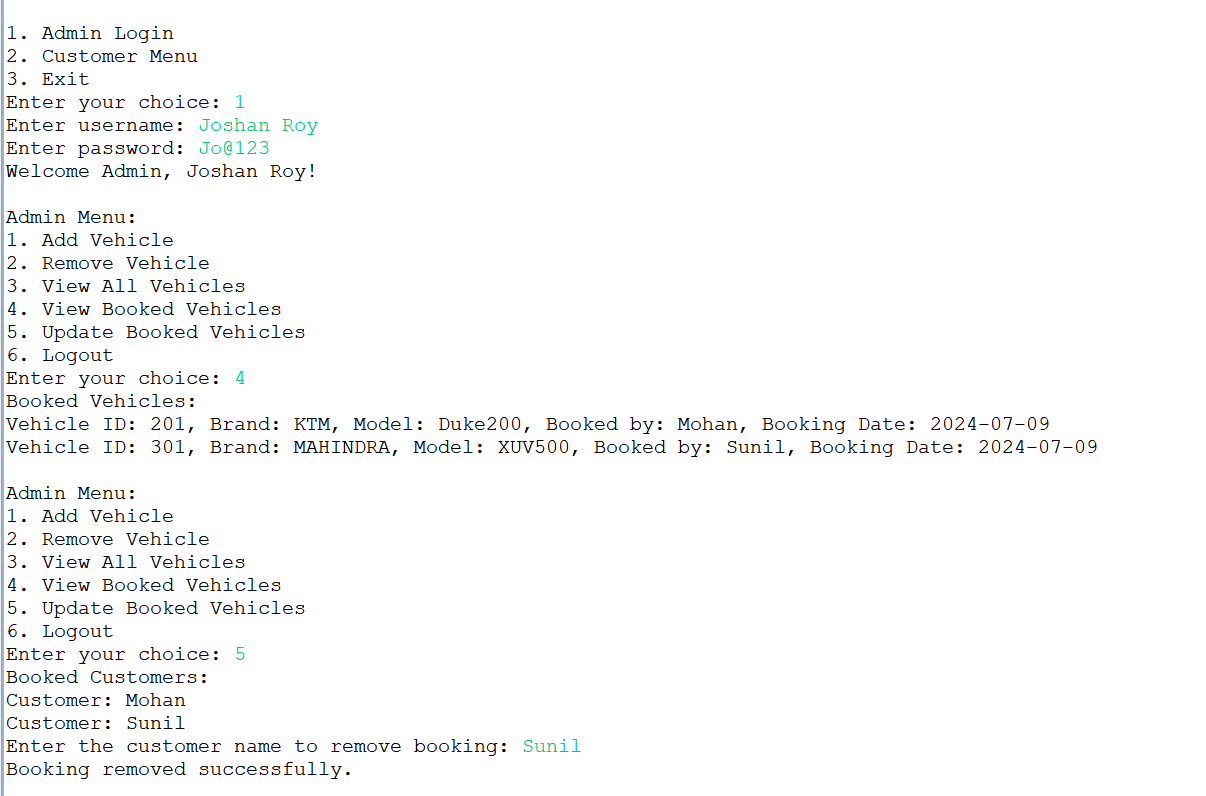 1. Admin Login
2. Customer Menu
3. Exit
Enter your choice: 1
Enter username: Joshan Roy
Enter password: Jo@123
Welcome Admin, Joshan Roy!
Admin Menu:
1. Add Vehicle
2. Remove Vehicle
3. View All Vehicles
4. View Booked Vehicles
5. Update Booked Vehicles
6. Logout
Enter your choice: 4
Booked Vehicles:
Vehicle ID: 201, Brand: KTM, Model: Duke200, Booked by: Mohan, Booking Date: 2024-07-09
Vehicle ID: 301, Brand: MAHINDRA, Model: XUV500, Booked by: Sunil, Booking Date: 2024-07-09
Admin Menu:
1. Add Vehicle
2. Remove Vehicle
3. View All Vehicles
4. View Booked Vehicles
5. Update Booked Vehicles
6. Logout
Enter your choice: 5
Booked Customers:
Customer: Mohan
Customer: Sunil
Enter the customer name to remove booking: Sunil
Booking removed successfully.